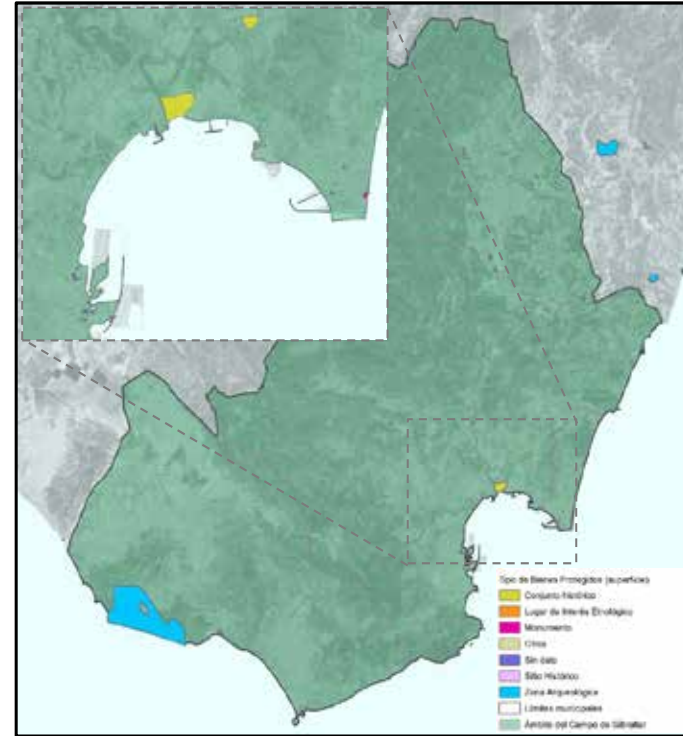 Tipo de Bienes Protegidos (superficie)
Conjunto histórico
Lugar de Interés Etnológico
Monumento
Otros
Sin dato
Sitio Histórico
Zona Arqueológica
Límites municipales
Ámbito del Campo de Gibraltar